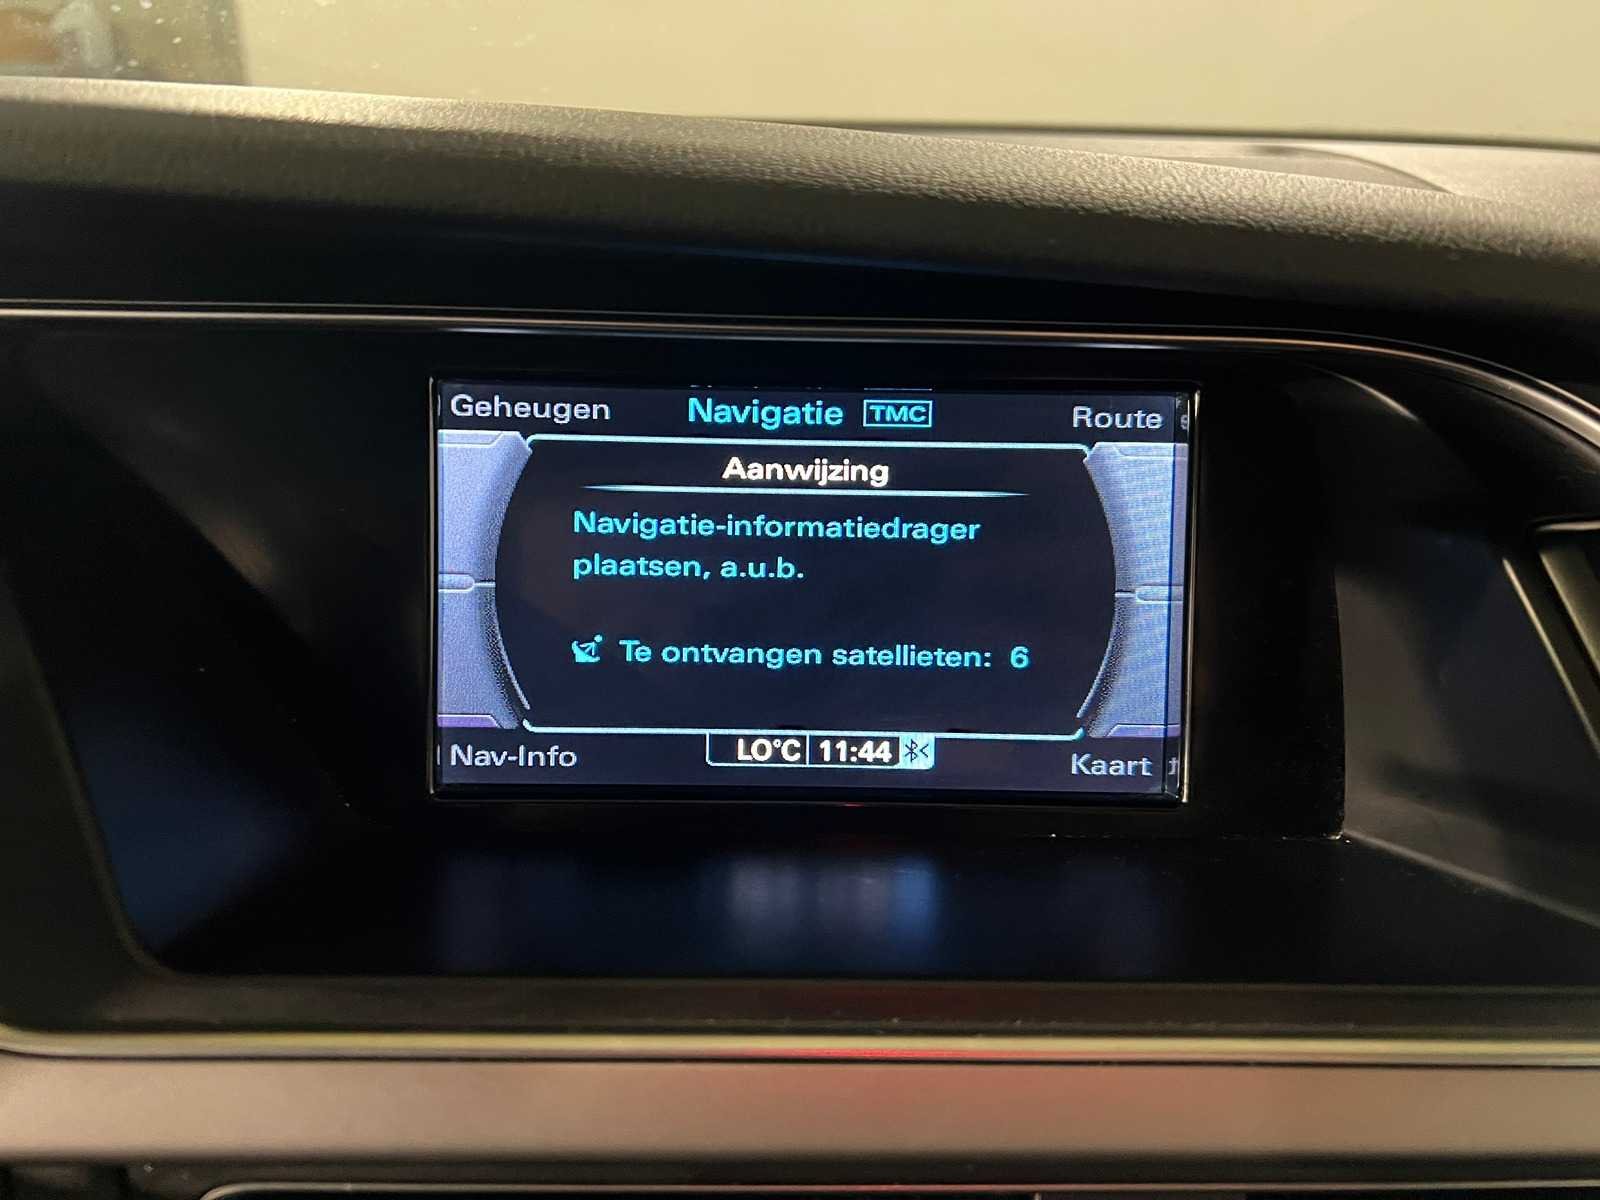 Geheugen
Navigatie TMC
Route
Aanwijzing
Navigatie-informatiedrager
plaatsen, a.u.b.
Te ontvangen satellieten: 6
Nav-Info
LO°C 11:44
Kaart